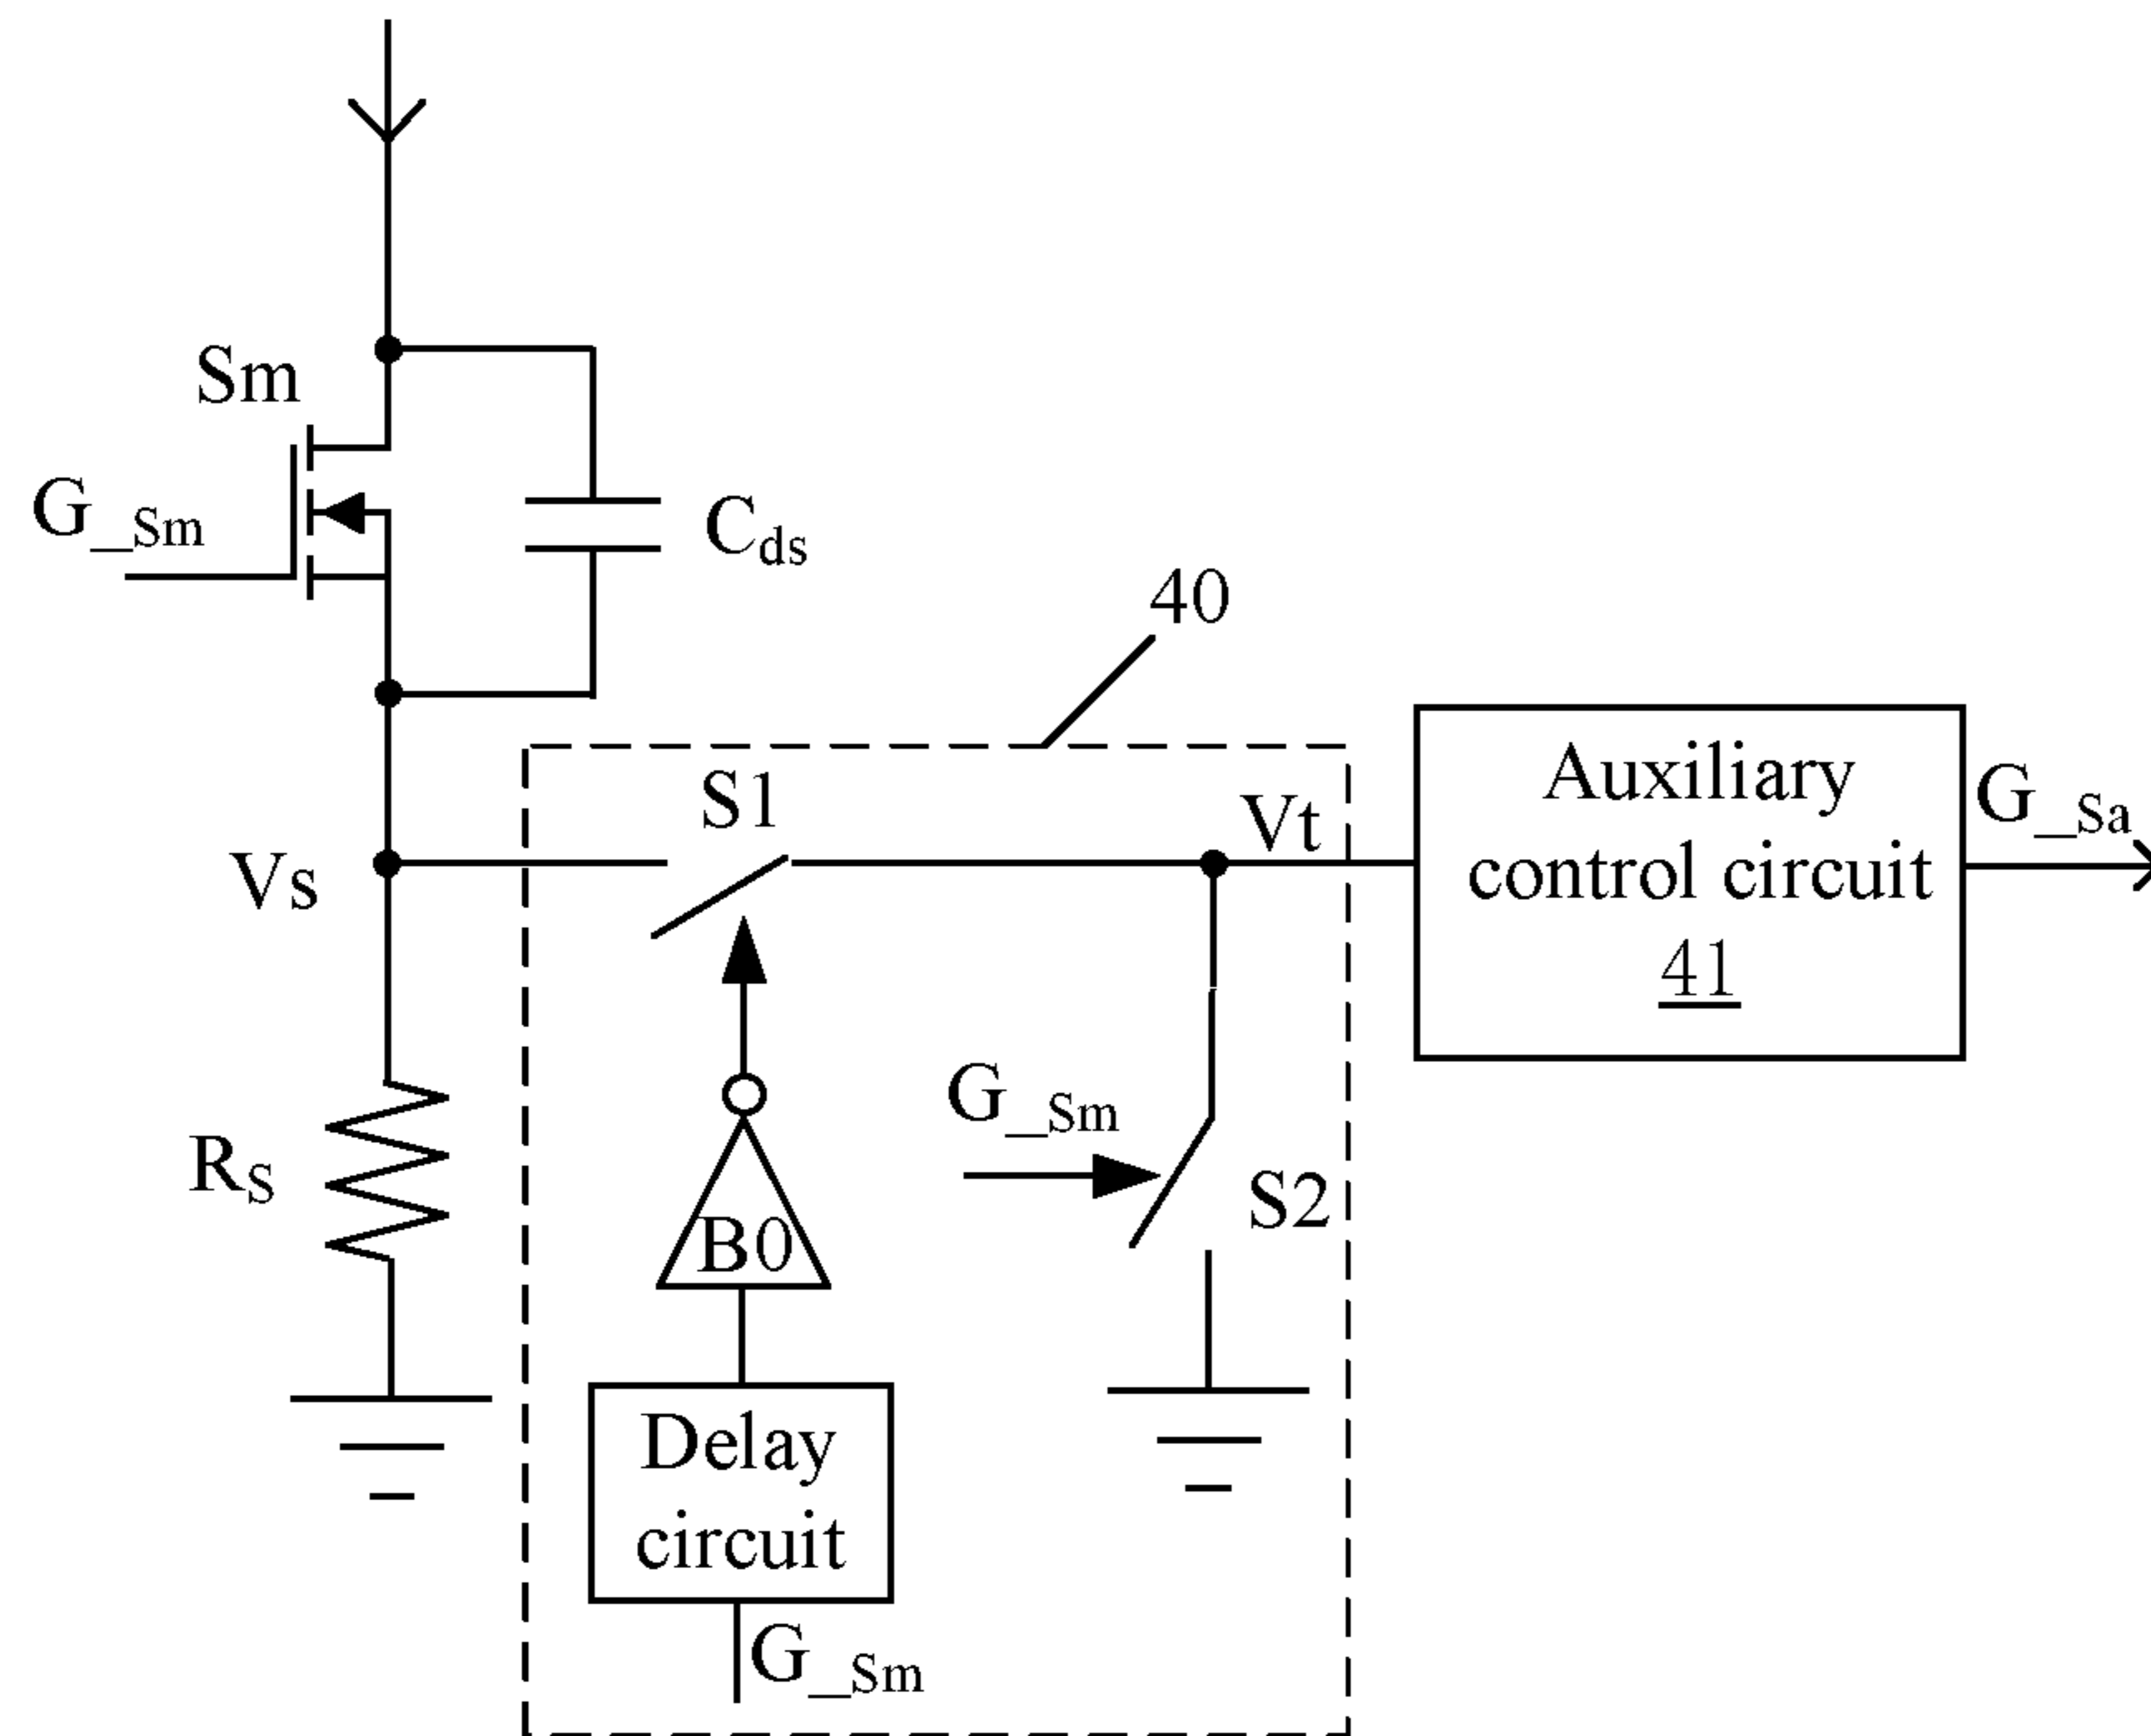 Sm
G_Sm
Cds
40
S1
Vt
Auxiliary
control circuit
41
G_Sa
Vs
G_Sm
RS
S2
B0
Delay
circuit
G_Sm